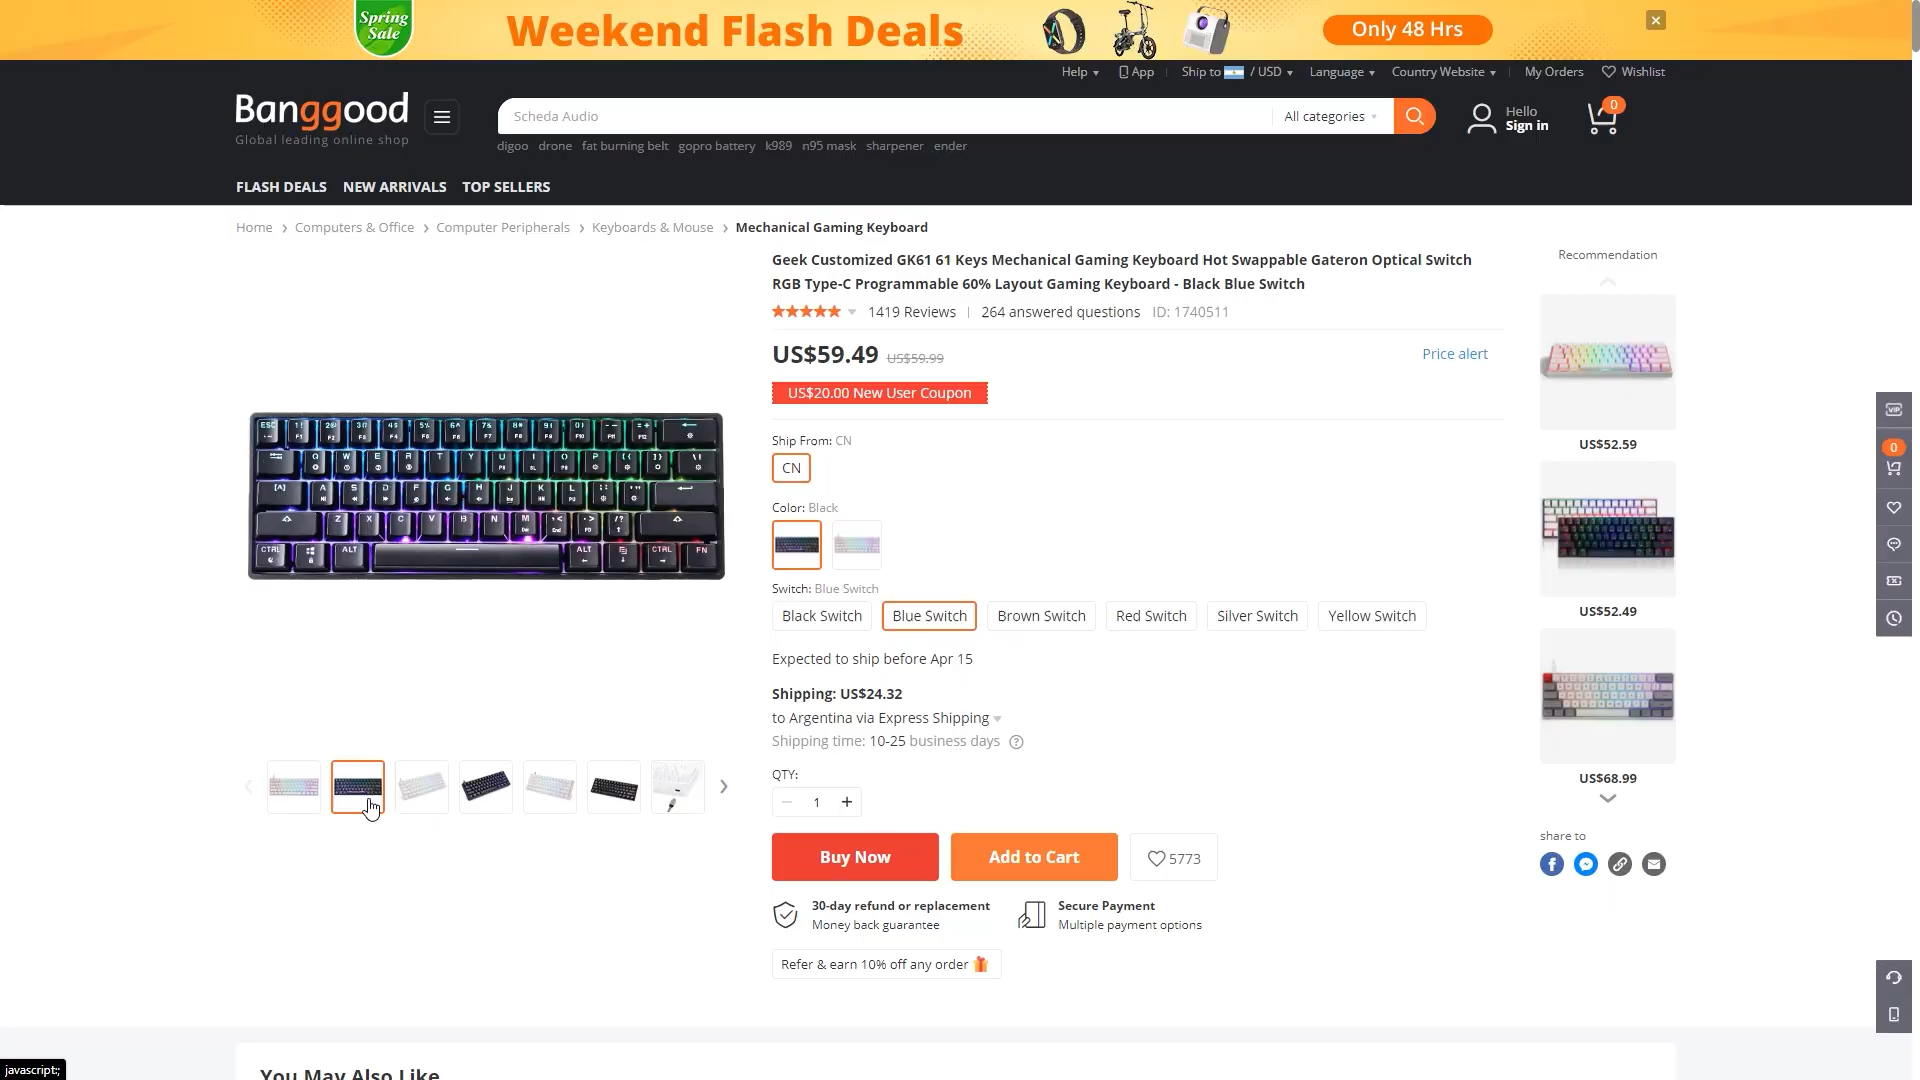 Spring
Sale
Weekend Flash Deals
Only 48 Hrs
Help
App
Ship to / USD
Language
Country Website
My Orders
Wishlist
Banggood
Global leading online shop
Scheda Audio
All categories
Hello
Sign in
0
digoo drone fat burning belt gopro battery k989 n95 mask sharpener ender
FLASH DEALS NEW ARRIVALS TOP SELLERS
Home › Computers & Office › Computer Peripherals › Keyboards & Mouse › Mechanical Gaming Keyboard
Geek Customized GK61 61 Keys Mechanical Gaming Keyboard Hot Swappable Gateron Optical Switch
RGB Type-C Programmable 60% Layout Gaming Keyboard - Black Blue Switch
1419 Reviews | 264 answered questions ID: 1740511
US$59.49 US$59.99
Price alert
US$20.00 New User Coupon
Ship From: CN
CN
Color: Black
Switch: Blue Switch
Black Switch
Blue Switch
Brown Switch
Red Switch
Silver Switch
Yellow Switch
Expected to ship before Apr 15
Shipping: US$24.32
to Argentina via Express Shipping
Shipping time: 10-25 business days ?
QTY:
− 1 +
Buy Now
Add to Cart
5773
30-day refund or replacement
Money back guarantee
Secure Payment
Multiple payment options
Refer & earn 10% off any order
Recommendation
US$52.59
US$52.49
US$68.99
share to
VIP
0
You May Also Like
javascript:;